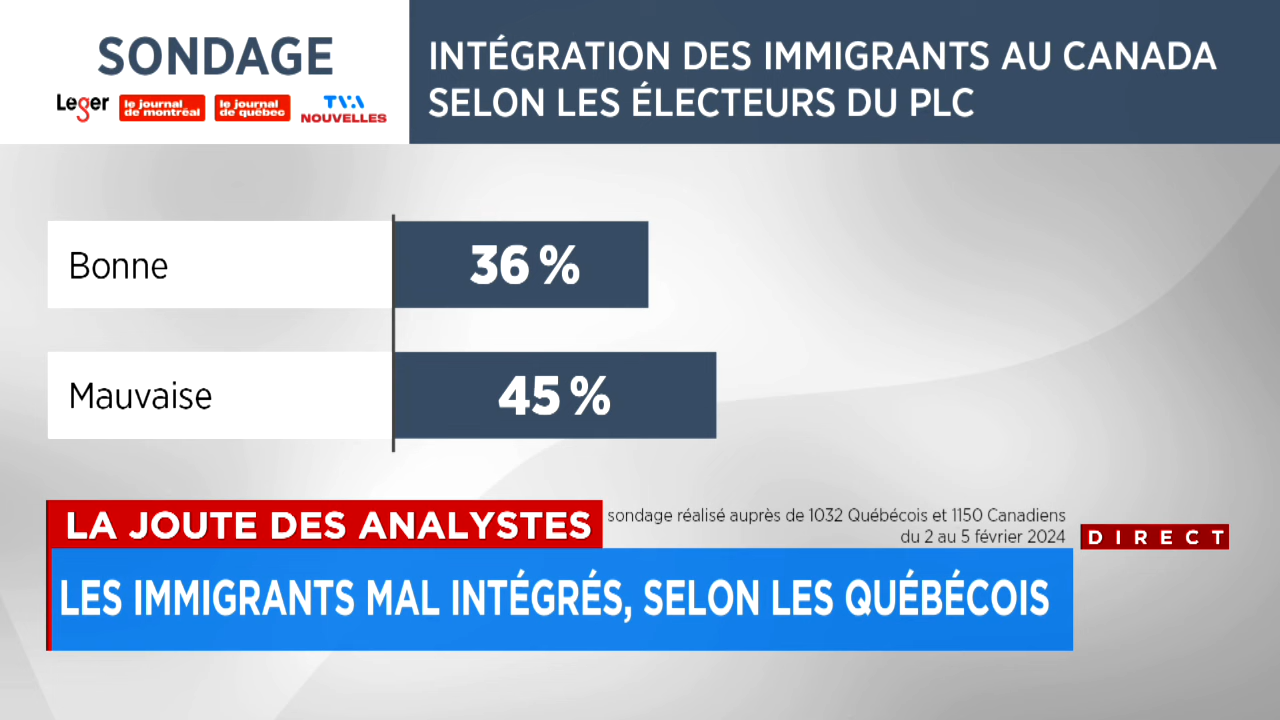 SONDAGE
Leger
le journal de montréal
le journal de québec
TVA NOUVELLES
INTÉGRATION DES IMMIGRANTS AU CANADA
SELON LES ÉLECTEURS DU PLC
Bonne
36 %
Mauvaise
45 %
LA JOUTE DES ANALYSTES
sondage réalisé auprès de 1032 Québécois et 1150 Canadiens
du 2 au 5 février 2024
DIRECT
LES IMMIGRANTS MAL INTÉGRÉS, SELON LES QUÉBÉCOIS